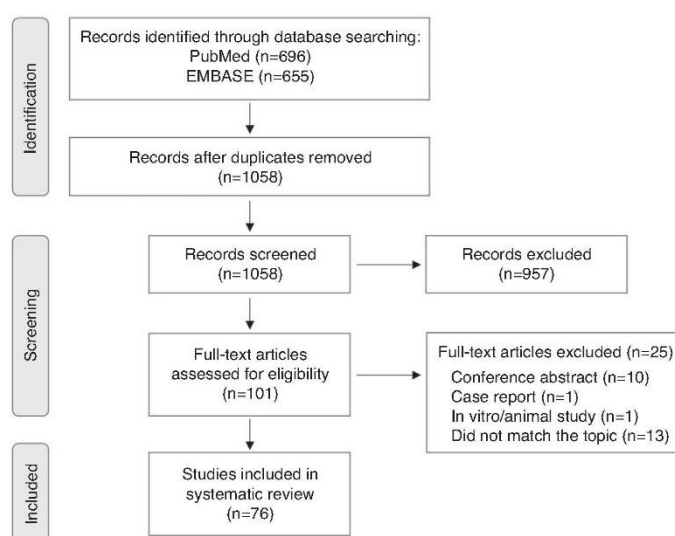 Identification
Records identified through database searching:
PubMed (n=696)
EMBASE (n=655)
Records after duplicates removed
(n=1058)
Screening
Records screened
(n=1058)
Records excluded
(n=957)
Full-text articles
assessed for eligibility
(n=101)
Full-text articles excluded (n=25)
Conference abstract (n=10)
Case report (n=1)
In vitro/animal study (n=1)
Did not match the topic (n=13)
Included
Studies included in
systematic review
(n=76)